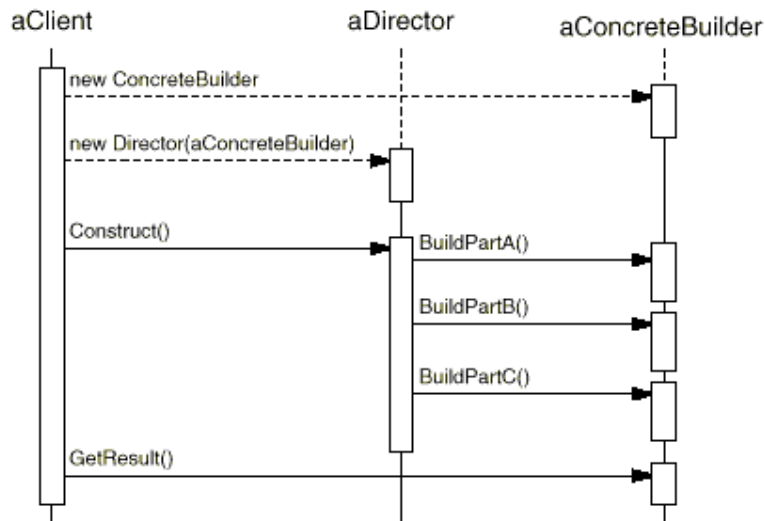 aClient
aDirector
aConcreteBuilder
new ConcreteBuilder
new Director(aConcreteBuilder)
Construct()
BuildPartA()
BuildPartB()
BuildPartC()
GetResult()